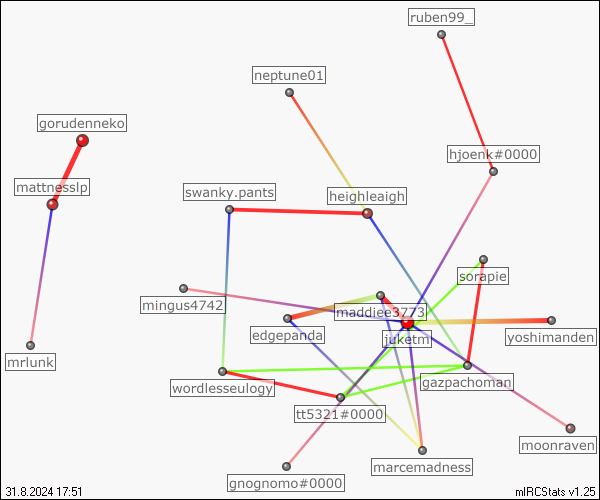 ruben99_
neptune01
gorudenneko
hjoenk#0000
mattnesslp
swanky.pants
heighleaigh
sorapie
mingus4742
maddiee3773
edgepanda
juketmi
yoshimanden
mrlunk
wordlesseulogy
gazpachoman
tt5321#0000
moonraven
marcemadness
gnognomo#0000
31.8.2024 17:51
mIRCStats v1.25